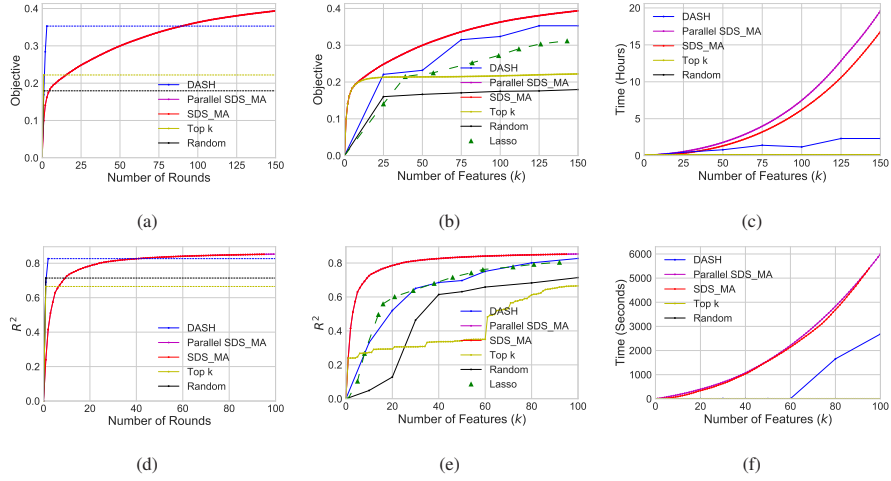 0.4
0.3
0.2
0.1
0.0
Objective
0 25 50 75 100 125 150
Number of Rounds
DASH
Parallel SDS_MA
SDS_MA
Top k
Random
(a)
0.4
0.3
0.2
0.1
0.0
Objective
0 25 50 75 100 125 150
Number of Features (k)
DASH
Parallel SDS_MA
SDS_MA
Top k
Random
Lasso
(b)
20
15
10
5
0
Time (Hours)
0 25 50 75 100 125 150
Number of Features (k)
DASH
Parallel SDS_MA
SDS_MA
Top k
Random
(c)
0.8
0.6
0.4
0.2
0.0
R²
0 20 40 60 80 100
Number of Rounds
DASH
Parallel SDS_MA
SDS_MA
Top k
Random
(d)
0.8
0.6
0.4
0.2
0.0
R²
0 20 40 60 80 100
Number of Features (k)
DASH
Parallel SDS_MA
SDS_MA
Top k
Random
Lasso
(e)
6000
5000
4000
3000
2000
1000
0
Time (Seconds)
0 20 40 60 80 100
Number of Features (k)
DASH
Parallel SDS_MA
SDS_MA
Top k
Random
(f)